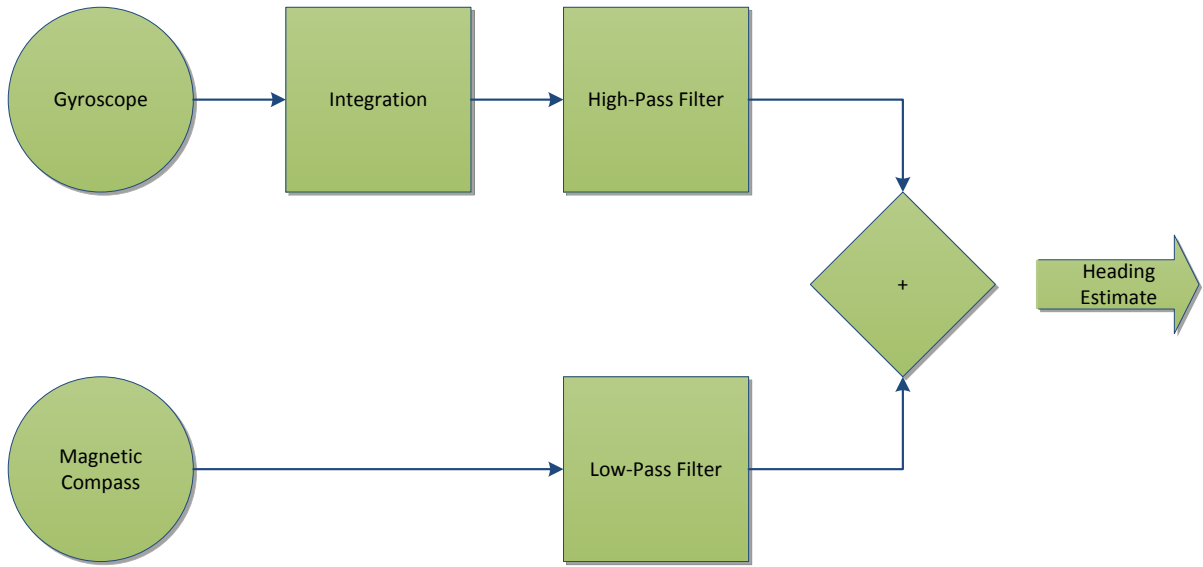 Gyroscope
Integration
High-Pass Filter
+
Heading
Estimate
Magnetic
Compass
Low-Pass Filter